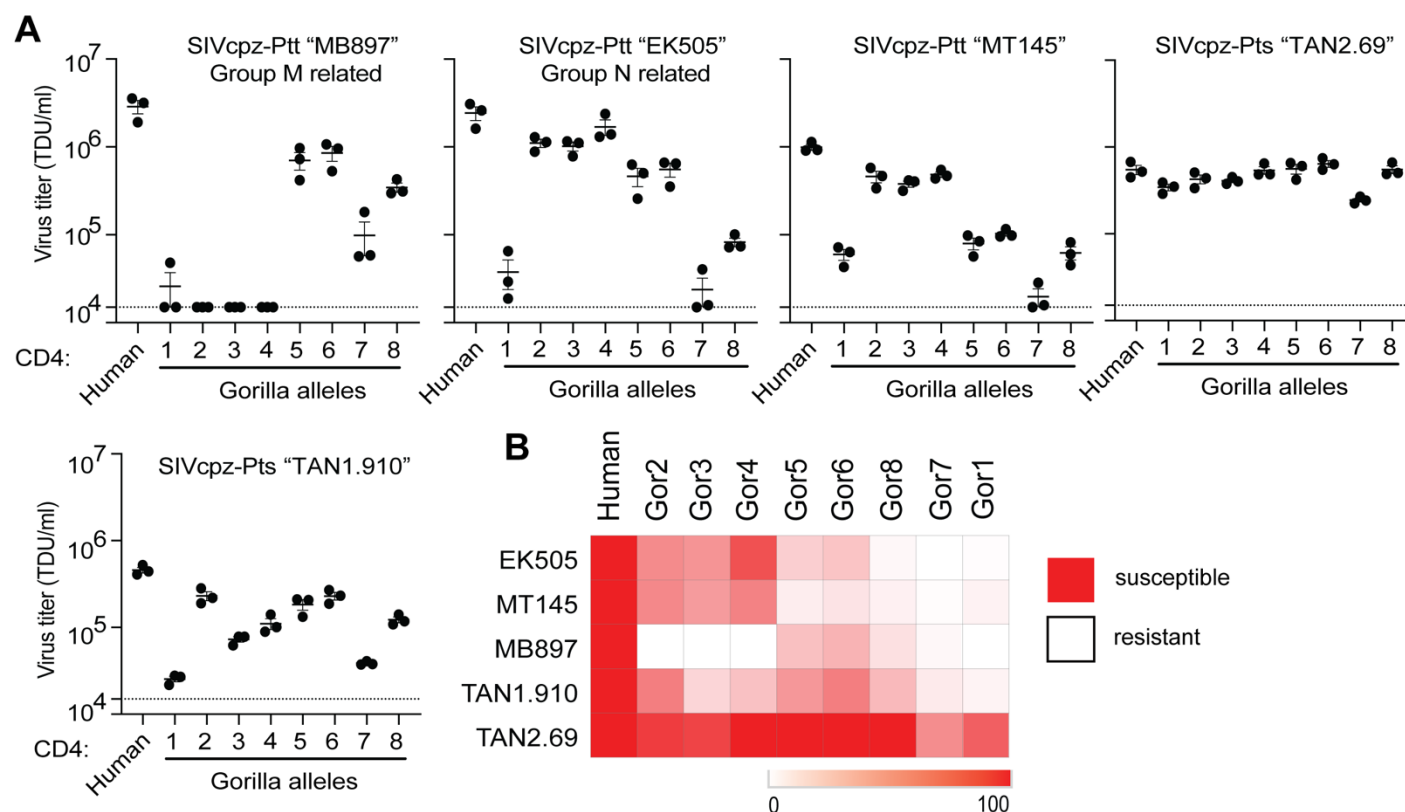 A
SIVcpz-Ptt “MB897”
Group M related
SIVcpz-Ptt “EK505”
Group N related
SIVcpz-Ptt “MT145”
SIVcpz-Pts “TAN2.69”
Virus titer (TDU/ml)
10^7
10^6
10^5
10^4
CD4:
Human 1 2 3 4 5 6 7 8
Gorilla alleles
Human 1 2 3 4 5 6 7 8
Gorilla alleles
Human 1 2 3 4 5 6 7 8
Gorilla alleles
Human 1 2 3 4 5 6 7 8
Gorilla alleles
SIVcpz-Pts “TAN1.910”
Virus titer (TDU/ml)
10^7
10^6
10^5
10^4
CD4:
Human 1 2 3 4 5 6 7 8
Gorilla alleles
B
Human Gor2 Gor3 Gor4 Gor5 Gor6 Gor8 Gor7 Gor1
EK505
MT145
MB897
TAN1.910
TAN2.69
susceptible
resistant
0 100